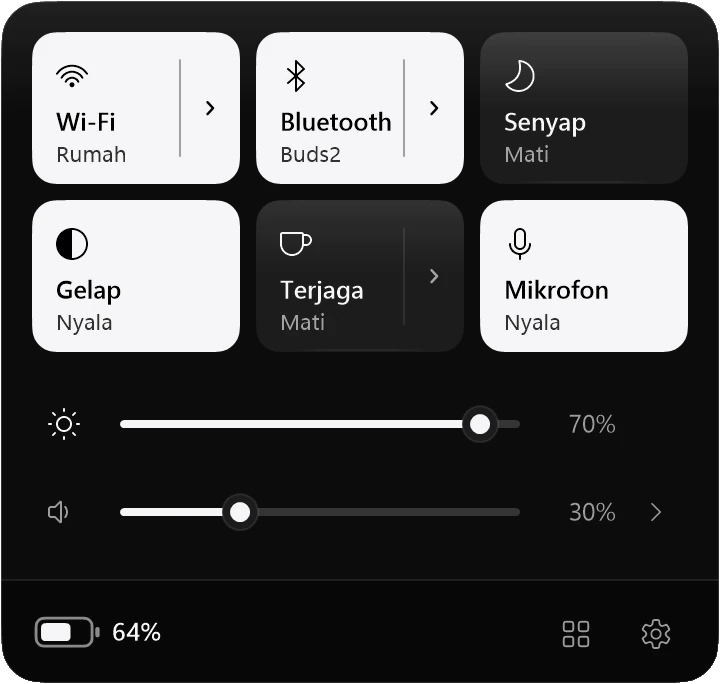 Wi-Fi
Rumah
Bluetooth
Buds2
Senyap
Mati
Gelap
Nyala
Terjaga
Mati
Mikrofon
Nyala
70%
30%
64%